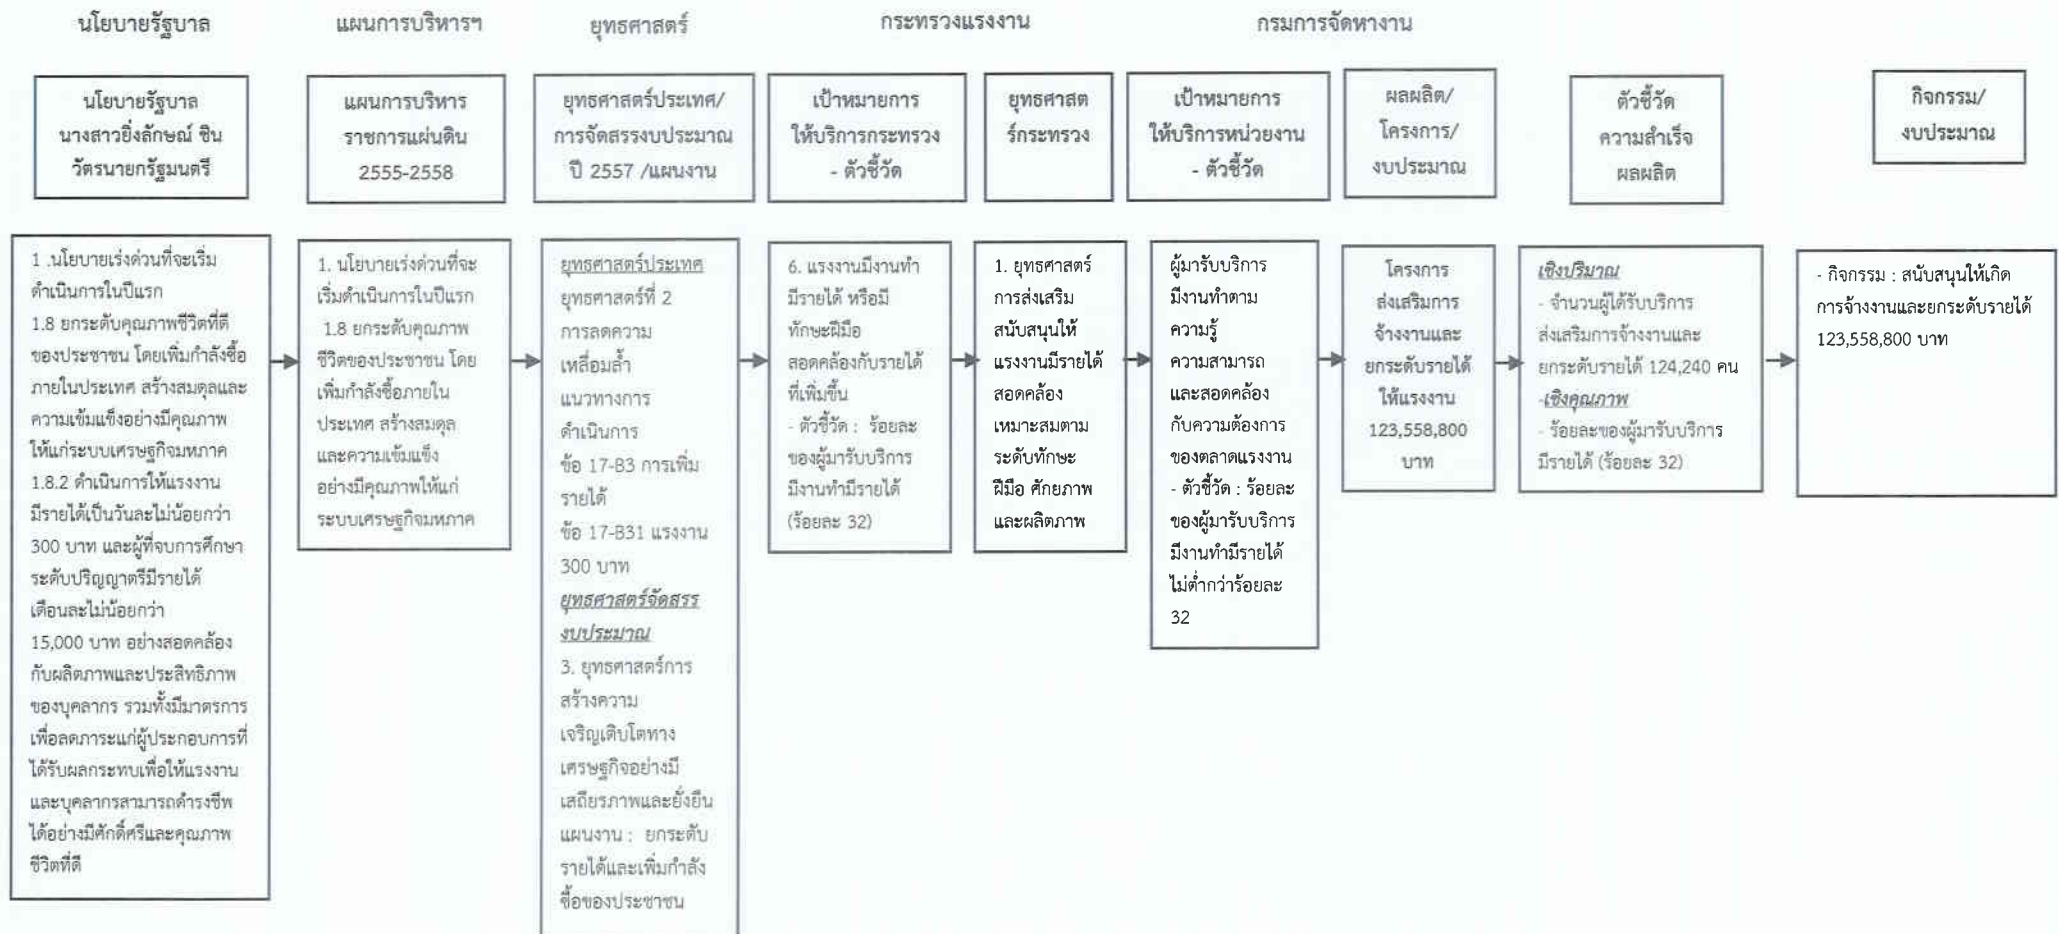 นโยบายรัฐบาล
แผนการบริหารฯ
ยุทธศาสตร์
กระทรวงแรงงาน
กรมการจัดหางาน
นโยบายรัฐบาล
นางสาวยิ่งลักษณ์ ชิน
วัตรนายกรัฐมนตรี
แผนการบริหาร
ราชการแผ่นดิน
2555-2558
ยุทธศาสตร์ประเทศ/
การจัดสรรงบประมาณ
ปี 2557 /แผนงาน
เป้าหมายการ
ให้บริการกระทรวง
- ตัวชี้วัด
ยุทธศาสต
ร์กระทรวง
เป้าหมายการ
ให้บริการหน่วยงาน
- ตัวชี้วัด
ผลผลิต/
โครงการ/
งบประมาณ
ตัวชี้วัด
ความสำเร็จ
ผลผลิต
กิจกรรม/
งบประมาณ
1 .นโยบายเร่งด่วนที่จะเริ่ม
ดำเนินการในปีแรก
1.8 ยกระดับคุณภาพชีวิตที่ดี
ของประชาชน โดยเพิ่มกำลังซื้อ
ภายในประเทศ สร้างสมดุลและ
ความเข้มแข็งอย่างมีคุณภาพ
ให้แก่ระบบเศรษฐกิจมหภาค
1.8.2 ดำเนินการให้แรงงาน
มีรายได้เป็นวันละไม่น้อยกว่า
300 บาท และผู้ที่จบการศึกษา
ระดับปริญญาตรีมีรายได้
เดือนละไม่น้อยกว่า
15,000 บาท อย่างสอดคล้อง
กับผลิตภาพและประสิทธิภาพ
ของบุคลากร รวมทั้งมีมาตรการ
เพื่อลดภาระแก่ผู้ประกอบการที่
ได้รับผลกระทบเพื่อให้แรงงาน
และบุคลากรสามารถดำรงชีพ
ได้อย่างมีศักดิ์ศรีและคุณภาพ
ชีวิตที่ดี
1. นโยบายเร่งด่วนที่จะ
เริ่มดำเนินการในปีแรก
1.8 ยกระดับคุณภาพ
ชีวิตของประชาชน โดย
เพิ่มกำลังซื้อภายใน
ประเทศ สร้างสมดุล
และความเข้มแข็ง
อย่างมีคุณภาพให้แก่
ระบบเศรษฐกิจมหภาค
ยุทธศาสตร์ประเทศ
ยุทธศาสตร์ที่ 2
การลดความ
เหลื่อมล้ำ
แนวทางการ
ดำเนินการ
ข้อ 17-B3 การเพิ่ม
รายได้
ข้อ 17-B31 แรงงาน
300 บาท
ยุทธศาสตร์จัดสรร
งบประมาณ
3. ยุทธศาสตร์การ
สร้างความ
เจริญเติบโตทาง
เศรษฐกิจอย่างมี
เสถียรภาพและยั่งยืน
แผนงาน : ยกระดับ
รายได้และเพิ่มกำลัง
ซื้อของประชาชน
6. แรงงานมีงานทำ
มีรายได้ หรือมี
ทักษะฝีมือ
สอดคล้องกับรายได้
ที่เพิ่มขึ้น
- ตัวชี้วัด : ร้อยละ
ของผู้มารับบริการ
มีงานทำมีรายได้
(ร้อยละ 32)
1. ยุทธศาสตร์
การส่งเสริม
สนับสนุนให้
แรงงานมีรายได้
สอดคล้อง
เหมาะสมตาม
ระดับทักษะ
ฝีมือ ศักยภาพ
และผลิตภาพ
ผู้มารับบริการ
มีงานทำตาม
ความรู้
ความสามารถ
และสอดคล้อง
กับความต้องการ
ของตลาดแรงงาน
- ตัวชี้วัด : ร้อยละ
ของผู้มารับบริการ
มีงานทำมีรายได้
ไม่ต่ำกว่าร้อยละ
32
โครงการ
ส่งเสริมการ
จ้างงานและ
ยกระดับรายได้
ให้แรงงาน
123,558,800
บาท
เชิงปริมาณ
- จำนวนผู้ได้รับบริการ
ส่งเสริมการจ้างงานและ
ยกระดับรายได้ 124,240 คน
-เชิงคุณภาพ
- ร้อยละของผู้มารับบริการ
มีรายได้ (ร้อยละ 32)
- กิจกรรม : สนับสนุนให้เกิด
การจ้างงานและยกระดับรายได้
123,558,800 บาท